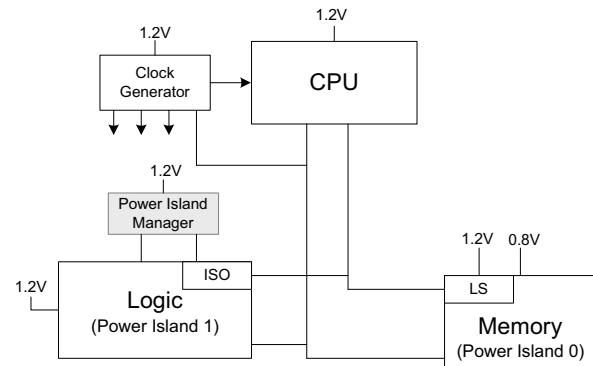 1.2V
1.2V
Clock
Generator
CPU
1.2V
Power Island
Manager
1.2V
0.8V
ISO
1.2V
LS
Logic
(Power Island 1)
Memory
(Power Island 0)